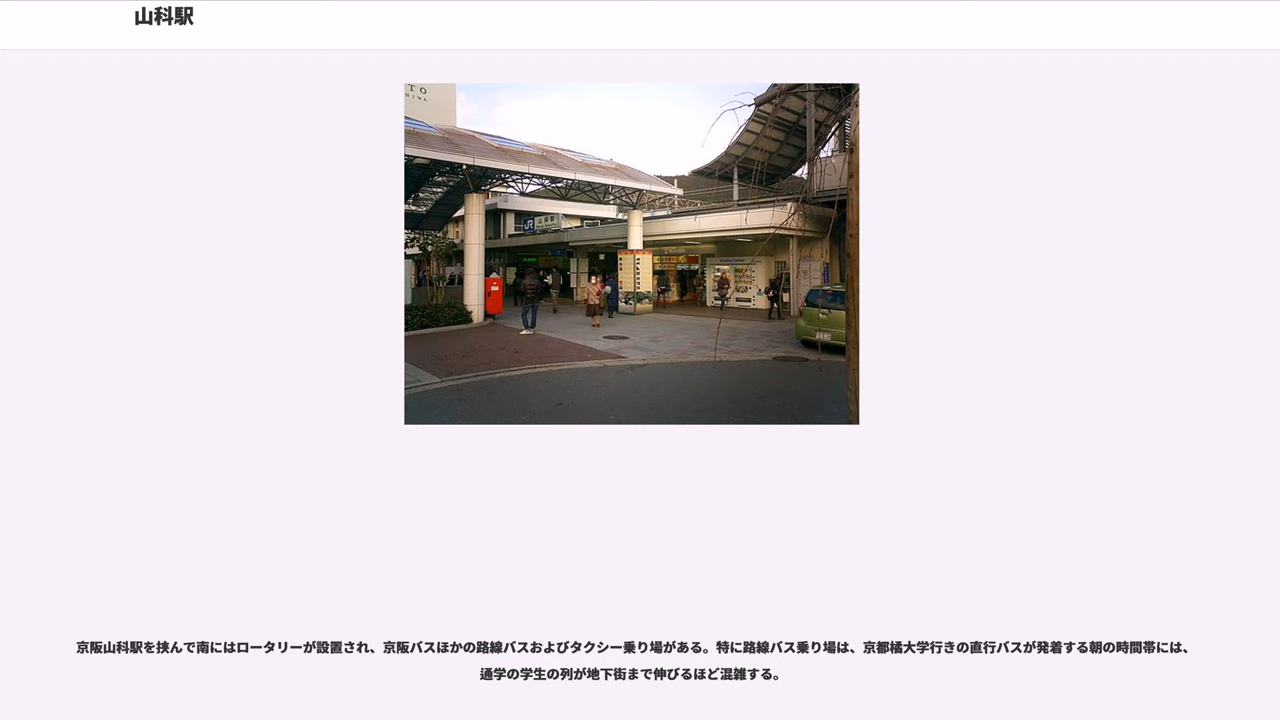 山科駅
TO
JR
山科駅
京阪山科駅を挟んで南にはロータリーが設置され、京阪バスほかの路線バスおよびタクシー乗り場がある。特に路線バス乗り場は、京都橘大学行きの直行バスが発着する朝の時間帯には、
通学の学生の列が地下街まで伸びるほど混雑する。